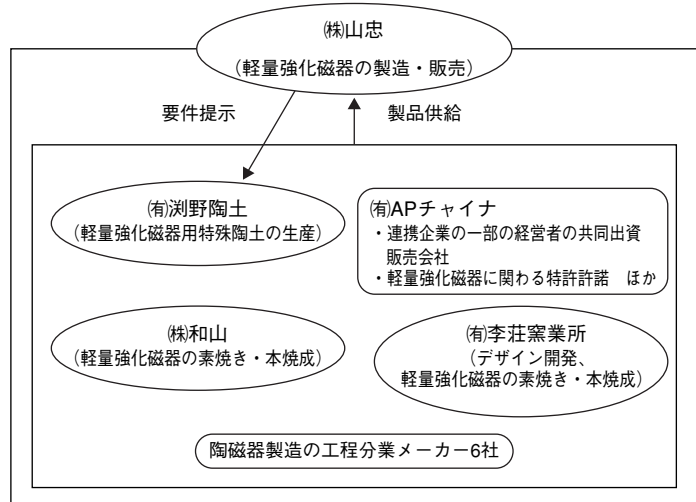 ㈱山忠
(軽量強化磁器の製造・販売)
要件提示
製品供給
㈲渕野陶土
(軽量強化磁器用特殊陶土の生産)
㈲APチャイナ
・連携企業の一部の経営者の共同出資
販売会社
・軽量強化磁器に関わる特許許諾 ほか
㈱和山
(軽量強化磁器の素焼き・本焼成)
㈲李荘窯業所
(デザイン開発、
軽量強化磁器の素焼き・本焼成)
陶磁器製造の工程分業メーカー6社